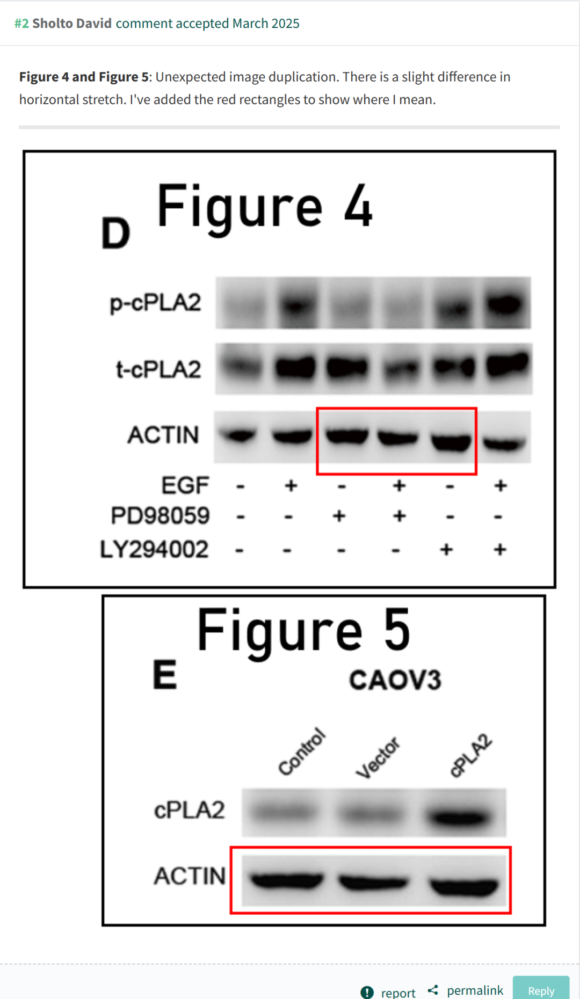 #2 Sholto David comment accepted March 2025
Figure 4 and Figure 5: Unexpected image duplication. There is a slight difference in
horizontal stretch. I've added the red rectangles to show where I mean.
Figure 4
D
p-cPLA2
t-cPLA2
ACTIN
EGF - + - + - +
PD98059 - - + + - -
LY294002 - - - - + +
Figure 5
E
CAOV3
Control Vector cPLA2
cPLA2
ACTIN
report permalink Reply